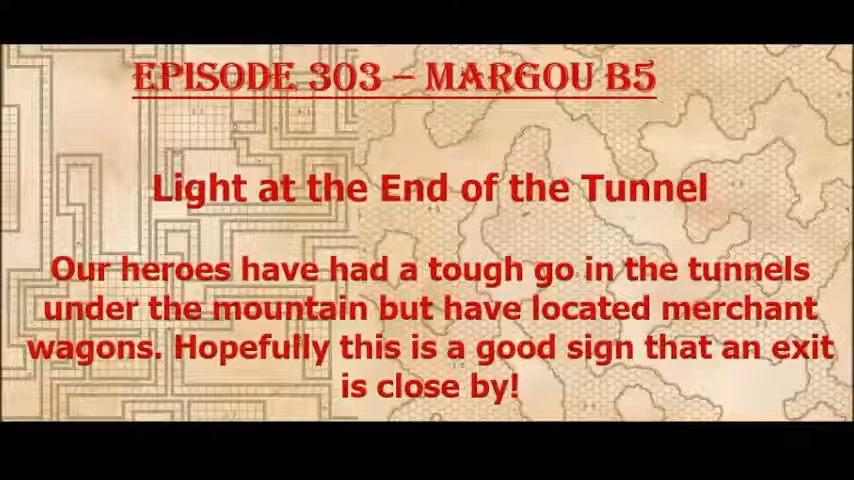 EPISODE 303 – MARGOU B5
Light at the End of the Tunnel
Our heroes have had a tough go in the tunnels
under the mountain but have located merchant
wagons. Hopefully this is a good sign that an exit
is close by!